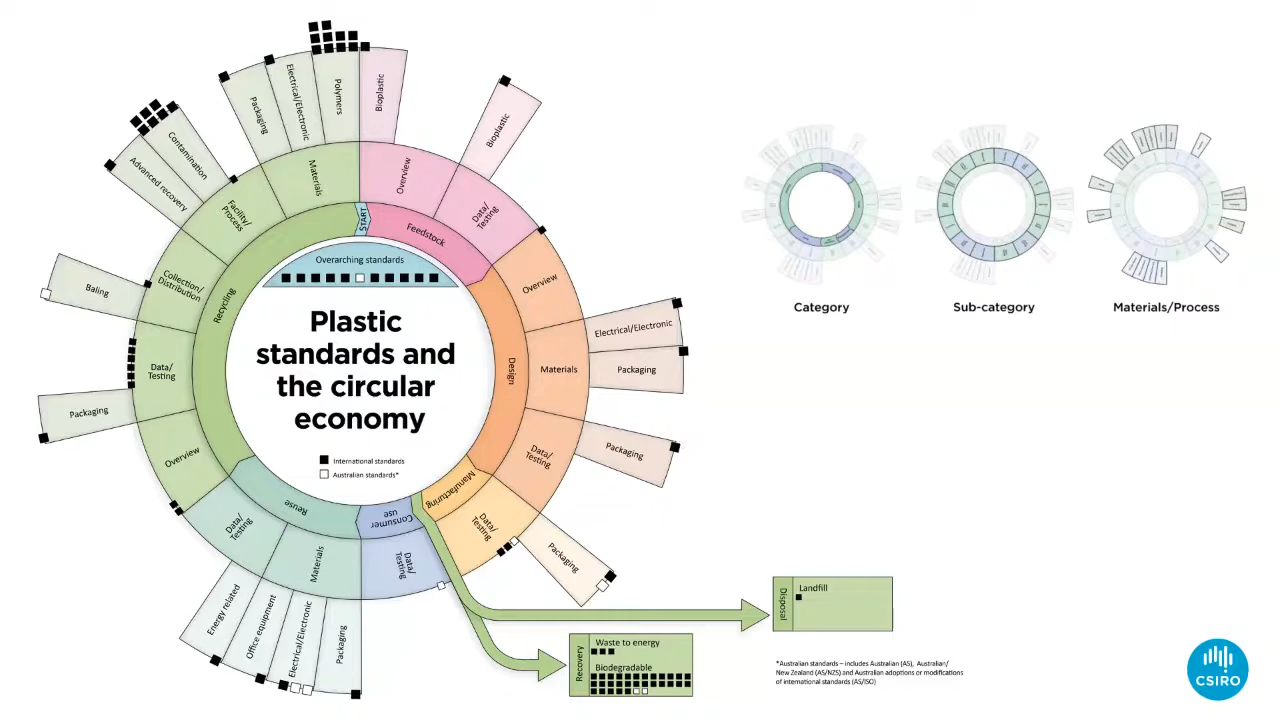 Plastic
standards and
the circular
economy
Overarching standards
International standards
Australian standards*
START
Feedstock
Overview
Bioplastic
Data/
Testing
Bioplastic
Design
Overview
Materials
Electrical/Electronic
Packaging
Data/
Testing
Packaging
Manufacturing
Data/
Testing
Packaging
Consumer
use
Data/
Testing
Reuse
Materials
Packaging
Electrical/Electronic
Office equipment
Energy related
Data/
Testing
Recycling
Overview
Data/
Testing
Packaging
Collection/
Distribution
Baling
Facility/
Process
Advanced recovery
Contamination
Materials
Packaging
Electrical/Electronic
Polymers
Disposal
Landfill
Recovery
Waste to energy
Biodegradable
Category
Sub-category
Materials/Process
*Australian standards – includes Australian (AS), Australian/
New Zealand (AS/NZS) and Australian adoptions or modifications
of international standards (AS/ISO)
CSIRO